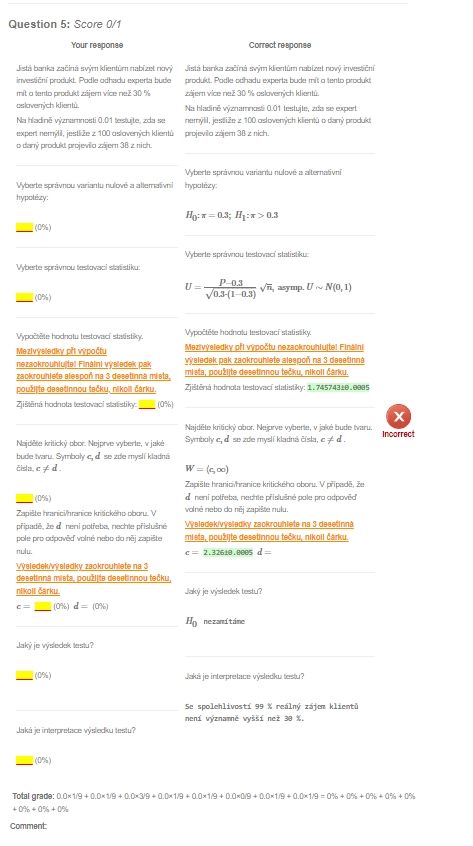 Question 5: Score 0/1
Your response
Jistá banka začíná svým klientům nabízet nový
investiční produkt. Podle odhadu experta bude
mít o tento produkt zájem více než 30 %
oslovených klientů.
Na hladině významnosti 0.01 testujte, zda se
expert nemýlil, jestliže z 100 oslovených klientů
o daný produkt projevilo zájem 38 z nich.
Vyberte správnou variantu nulové a alternativní
hypotézy:
(0%)
Vyberte správnou testovací statistiku:
(0%)
Vypočtěte hodnotu testovací statistiky.
Mezivýsledky při výpočtu
nezaokrouhlujte! Finální výsledek pak
zaokrouhlete alespoň na 3 desetinná místa,
použijte desetinnou tečku, nikoli čárku.
Zjištěná hodnota testovací statistiky: (0%)
Najděte kritický obor. Nejprve vyberte, v jaké
bude tvaru. Symboly c, d se zde myslí kladná
čísla, c ≠ d .
(0%)
Zapište hranici/hranice kritického oboru. V
případě, že d není potřeba, nechte příslušné
pole pro odpověď volné nebo do něj zapište
nulu.
Výsledek/výsledky zaokrouhlete na 3
desetinná místa, použijte desetinnou tečku,
nikoli čárku.
c = (0%) d = (0%)
Jaký je výsledek testu?
(0%)
Jaká je interpretace výsledku testu?
(0%)
Correct response
Jistá banka začíná svým klientům nabízet nový investiční
produkt. Podle odhadu experta bude mít o tento produkt
zájem více než 30 % oslovených klientů.
Na hladině významnosti 0.01 testujte, zda se expert
nemýlil, jestliže z 100 oslovených klientů o daný produkt
projevilo zájem 38 z nich.
Vyberte správnou variantu nulové a alternativní
hypotézy:
H₀: π = 0.3; H₁: π > 0.3
Vyberte správnou testovací statistiku:
U = P−0.3 / √0.3·(1−0.3) √n, asymp. U ∼ N(0, 1)
Vypočtěte hodnotu testovací statistiky.
Mezivýsledky při výpočtu nezaokrouhlujte! Finální
výsledek pak zaokrouhlete alespoň na 3 desetinná
místa, použijte desetinnou tečku, nikoli čárku.
Zjištěná hodnota testovací statistiky: 1.745743±0.0005
Najděte kritický obor. Nejprve vyberte, v jaké bude tvaru.
Symboly c, d se zde myslí kladná čísla, c ≠ d .
W = (c, ∞)
Zapište hranici/hranice kritického oboru. V případě, že
d není potřeba, nechte příslušné pole pro odpověď
volné nebo do něj zapište nulu.
Výsledek/výsledky zaokrouhlete na 3 desetinná
místa, použijte desetinnou tečku, nikoli čárku.
c = 2.326±0.0005 d =
Jaký je výsledek testu?
H₀ nezamítáme
Jaká je interpretace výsledku testu?
Se spolehlivostí 99 % reálný zájem klientů
není významně vyšší než 30 %.
Incorrect
Total grade: 0.0×1/9 + 0.0×1/9 + 0.0×3/9 + 0.0×1/9 + 0.0×1/9 + 0.0×0/9 + 0.0×1/9 + 0.0×1/9 = 0% + 0% + 0% + 0% + 0%
+ 0% + 0% + 0%
Comment: